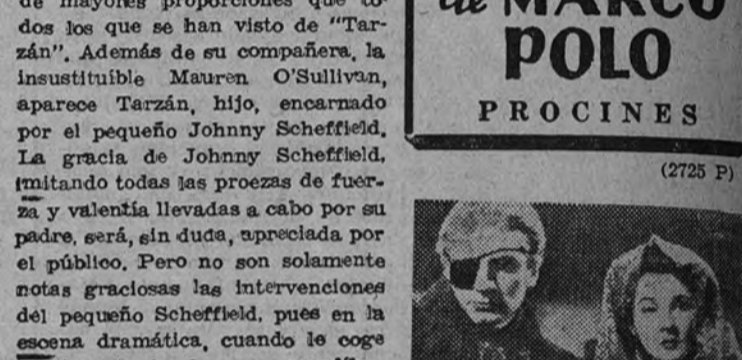 de mayores proporciones que to-
dos los que se han visto de "Tar-
zán". Además de su compañera, la
insustituíble Mauren O'Sullivan,
aparece Tarzán, hijo, encarnado
por el pequeño Johnny Scheffield.
La gracia de Johnny Scheffield,
imitando todas las proezas de fuer-
za y valentía llevadas a cabo por su
padre, será, sin duda, apreciada por
el público. Pero no son solamente
notas graciosas las intervenciones
del pequeño Scheffield, pues en la
escena dramática, cuando le coge
de MARCO
POLO
PROCINES
(2725 P)